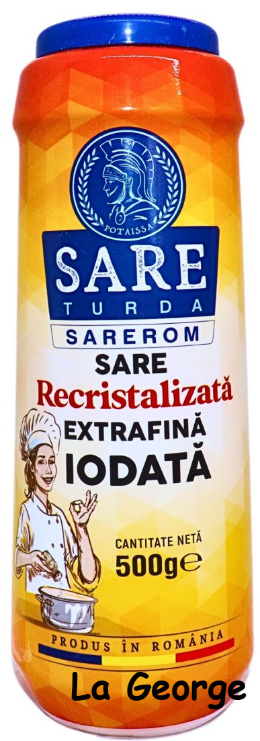 POTAISSA
SARE
TURDA
SAREROM
SARE
Recristalizată
EXTRAFINĂ
IODATĂ
CANTITATE NETĂ
500g℮
PRODUS ÎN ROMÂNIA
La George